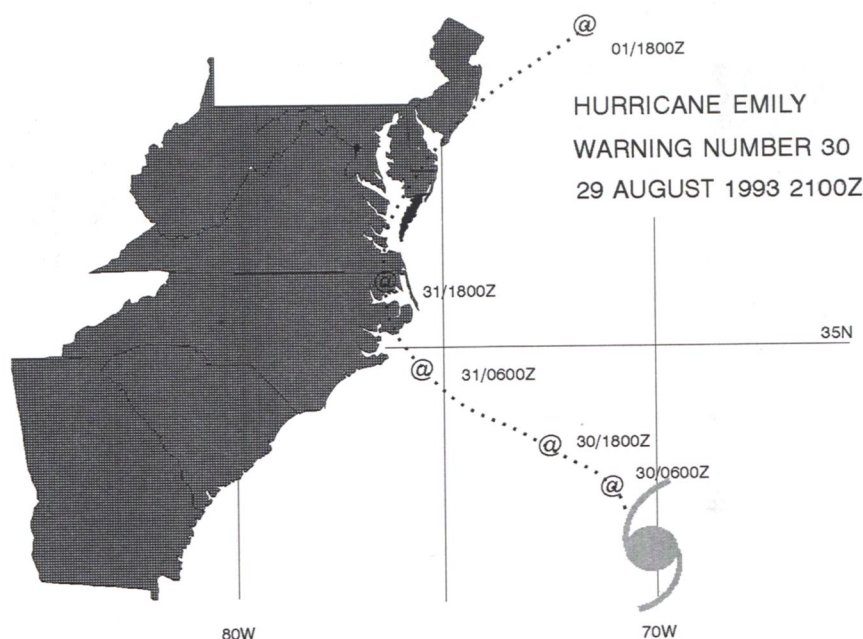 @
01/1800Z
HURRICANE EMILY
WARNING NUMBER 30
29 AUGUST 1993 2100Z
@
31/1800Z
35N
@
31/0600Z
@
30/1800Z
@
30/0600Z
80W
70W